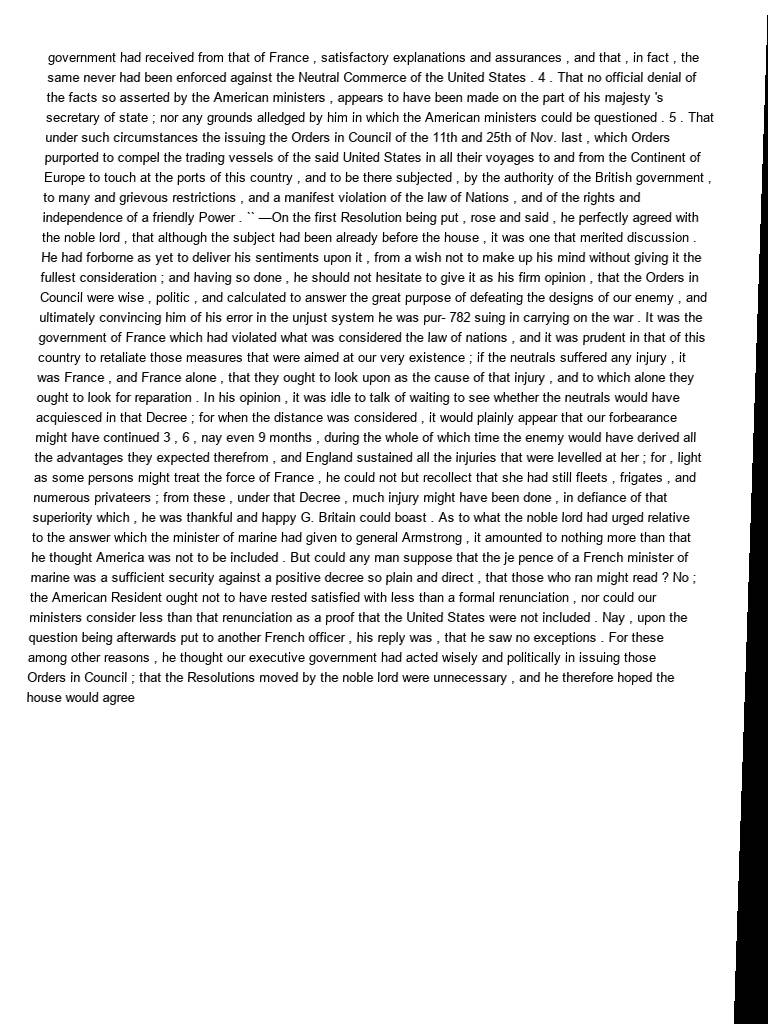 government had received from that of France , satisfactory explanations and assurances , and that , in fact , the
same never had been enforced against the Neutral Commerce of the United States . 4 . That no official denial of
the facts so asserted by the American ministers , appears to have been made on the part of his majesty 's
secretary of state ; nor any grounds alledged by him in which the American ministers could be questioned . 5 . That
under such circumstances the issuing the Orders in Council of the 11th and 25th of Nov. last , which Orders
purported to compel the trading vessels of the said United States in all their voyages to and from the Continent of
Europe to touch at the ports of this country , and to be there subjected , by the authority of the British government ,
to many and grievous restrictions , and a manifest violation of the law of Nations , and of the rights and
independence of a friendly Power . `` —On the first Resolution being put , rose and said , he perfectly agreed with
the noble lord , that although the subject had been already before the house , it was one that merited discussion .
He had forborne as yet to deliver his sentiments upon it , from a wish not to make up his mind without giving it the
fullest consideration ; and having so done , he should not hesitate to give it as his firm opinion , that the Orders in
Council were wise , politic , and calculated to answer the great purpose of defeating the designs of our enemy , and
ultimately convincing him of his error in the unjust system he was pur- 782 suing in carrying on the war . It was the
government of France which had violated what was considered the law of nations , and it was prudent in that of this
country to retaliate those measures that were aimed at our very existence ; if the neutrals suffered any injury , it
was France , and France alone , that they ought to look upon as the cause of that injury , and to which alone they
ought to look for reparation . In his opinion , it was idle to talk of waiting to see whether the neutrals would have
acquiesced in that Decree ; for when the distance was considered , it would plainly appear that our forbearance
might have continued 3 , 6 , nay even 9 months , during the whole of which time the enemy would have derived all
the advantages they expected therefrom , and England sustained all the injuries that were levelled at her ; for , light
as some persons might treat the force of France , he could not but recollect that she had still fleets , frigates , and
numerous privateers ; from these , under that Decree , much injury might have been done , in defiance of that
superiority which , he was thankful and happy G. Britain could boast . As to what the noble lord had urged relative
to the answer which the minister of marine had given to general Armstrong , it amounted to nothing more than that
he thought America was not to be included . But could any man suppose that the je pence of a French minister of
marine was a sufficient security against a positive decree so plain and direct , that those who ran might read ? No ;
the American Resident ought not to have rested satisfied with less than a formal renunciation , nor could our
ministers consider less than that renunciation as a proof that the United States were not included . Nay , upon the
question being afterwards put to another French officer , his reply was , that he saw no exceptions . For these
among other reasons , he thought our executive government had acted wisely and politically in issuing those
Orders in Council ; that the Resolutions moved by the noble lord were unnecessary , and he therefore hoped the
house would agree